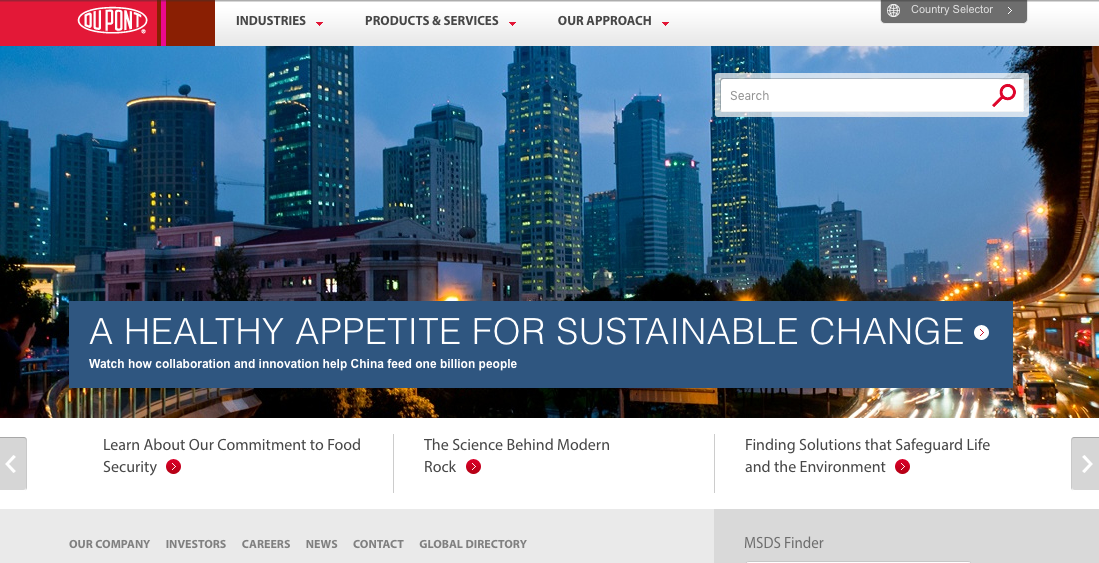 DUPONT®
INDUSTRIES
PRODUCTS & SERVICES
OUR APPROACH
Country Selector
Search
A HEALTHY APPETITE FOR SUSTAINABLE CHANGE
Watch how collaboration and innovation help China feed one billion people
Learn About Our Commitment to Food
Security
The Science Behind Modern
Rock
Finding Solutions that Safeguard Life
and the Environment
OUR COMPANY INVESTORS CAREERS NEWS CONTACT GLOBAL DIRECTORY
MSDS Finder